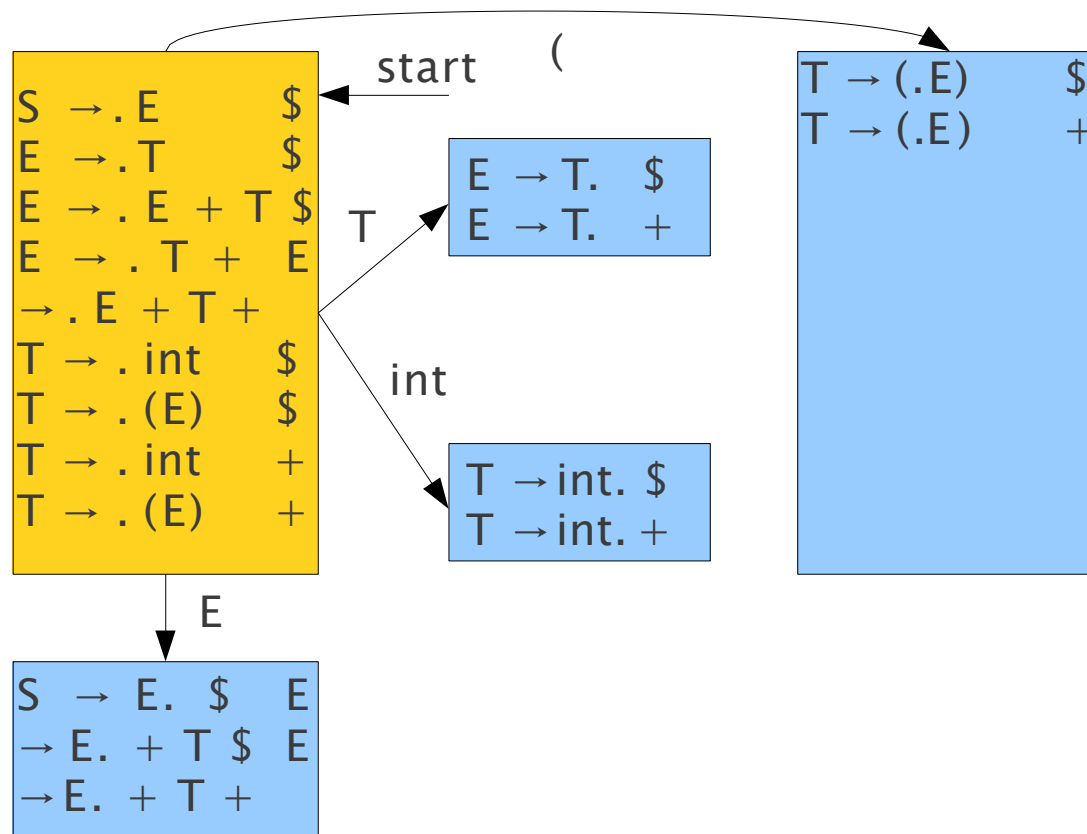 (
start
S → . E $
E → . T $
E → . E + T $
E → . T + E
→ . E + T +
T → . int $
T → . (E) $
T → . int +
T → . (E) +
T
E → T. $
E → T. +
int
T → int. $
T → int. +
T → (.E) $
T → (.E) +
E
S → E. $ E
→ E. + T $ E
→E. + T +